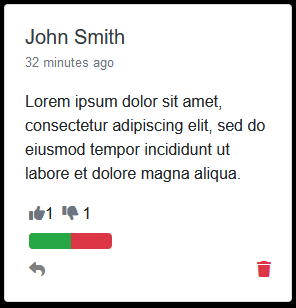 John Smith
32 minutes ago
Lorem ipsum dolor sit amet,
consectetur adipiscing elit, sed do
eiusmod tempor incididunt ut
labore et dolore magna aliqua.
1 1